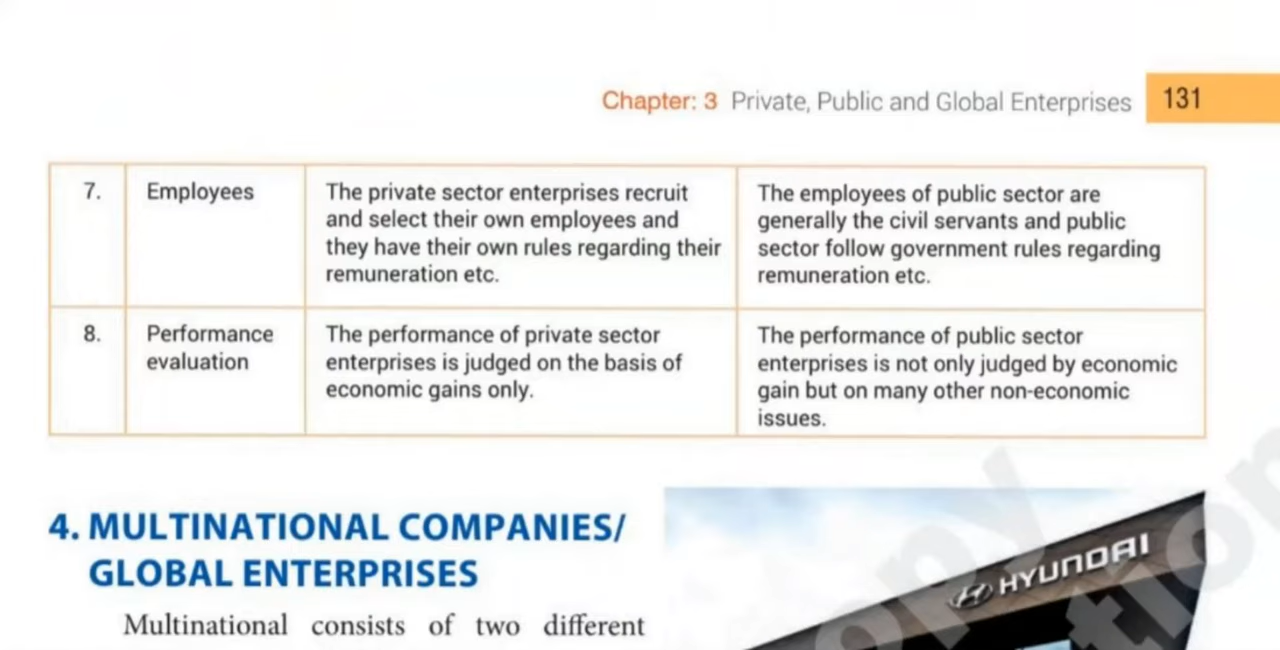 Chapter: 3 Private, Public and Global Enterprises 131
7. Employees
The private sector enterprises recruit
and select their own employees and
they have their own rules regarding their
remuneration etc.
The employees of public sector are
generally the civil servants and public
sector follow government rules regarding
remuneration etc.
8. Performance
evaluation
The performance of private sector
enterprises is judged on the basis of
economic gains only.
The performance of public sector
enterprises is not only judged by economic
gain but on many other non-economic
issues.
4. MULTINATIONAL COMPANIES/
GLOBAL ENTERPRISES
Multinational consists of two different
HYUNDAI